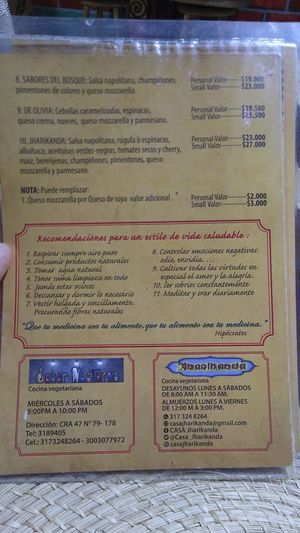 8. SABORES DEL BOSQUE: Salsa napolitana, champiñones,
pimentones de colores y queso mozzarella.
Personal Valor------$19.000
Small Valor------ $23.000
9. DE OLIVIA: Cebollas caramelizadas, espinacas,
queso crema, nueces, queso mozzarella y parmesano.
Personal Valor------$19.500
Small Valor------ $23.500
10. JHARIKANDA: Salsa napolitana, rúgula ò espinacas,
albahaca, aceitunas verdes-negras, tomates secos y cherry,
maíz, berenjenas, champiñones, pimentones, queso
mozzarella y parmesano.
Personal Valor------$23.000
Small Valor------ $27.000
NOTA: Puede remplazar:
1. Queso mozzarella por Queso de soya valor adicional .
Personal Valor------$2.000
Small Valor------ $3.000
Recomendaciones para un estilo de vida saludable :
1. Respirar siempre aire puro
2. Consumir productos naturales
3. Tomar agua natural
4. Tener coma limpieza en todo
5. Jamás estar ociosos
6. Descansar y dormir lo necesario
7. Vestir holgada y sencillamente,
Procurando fibras naturales
8. Controlar emociones negativas:
odio, envidia.....
9. Cultivar todas las virtudes en
especial el amor y la alegría.
10. Ser sobrios constantemente
11. Meditar y orar diariamente
"Que tu medicina sea tu alimento, que tu alimento sea tu medicina."
Hipócrates
Cocina vegetariana
MIÉRCOLES A SÁBADOS
5:00PM A 10:00 PM
Dirección: CRA 47 N° 79- 178
Tel: 3189405
Cel.: 3173248264 - 3003077972
Jharikanda
Cocina vegetariana
DESAYUNOS LUNES A SÁBADOS
DE 8:00 AM A 11:30 AM.
ALMUERZOS LUNES A VIERNES
DE 12:00 M A 3:00 PM.
317 324 8264
casajharikanda@gmail.com
CASA Jharikanda
@Casa_Jharikanda
casajharikanda